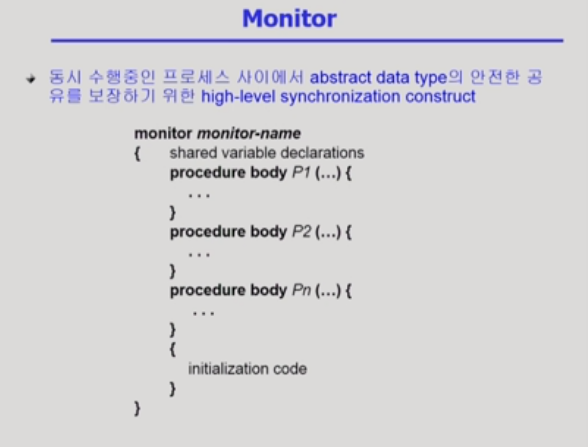 Monitor
동시 수행중인 프로세스 사이에서 abstract data type의 안전한 공
유를 보장하기 위한 high-level synchronization construct
monitor monitor-name
{ shared variable declarations
procedure body P1 (...) {
...
}
procedure body P2 (...) {
...
}
procedure body Pn (...) {
...
}
{
initialization code
}
}